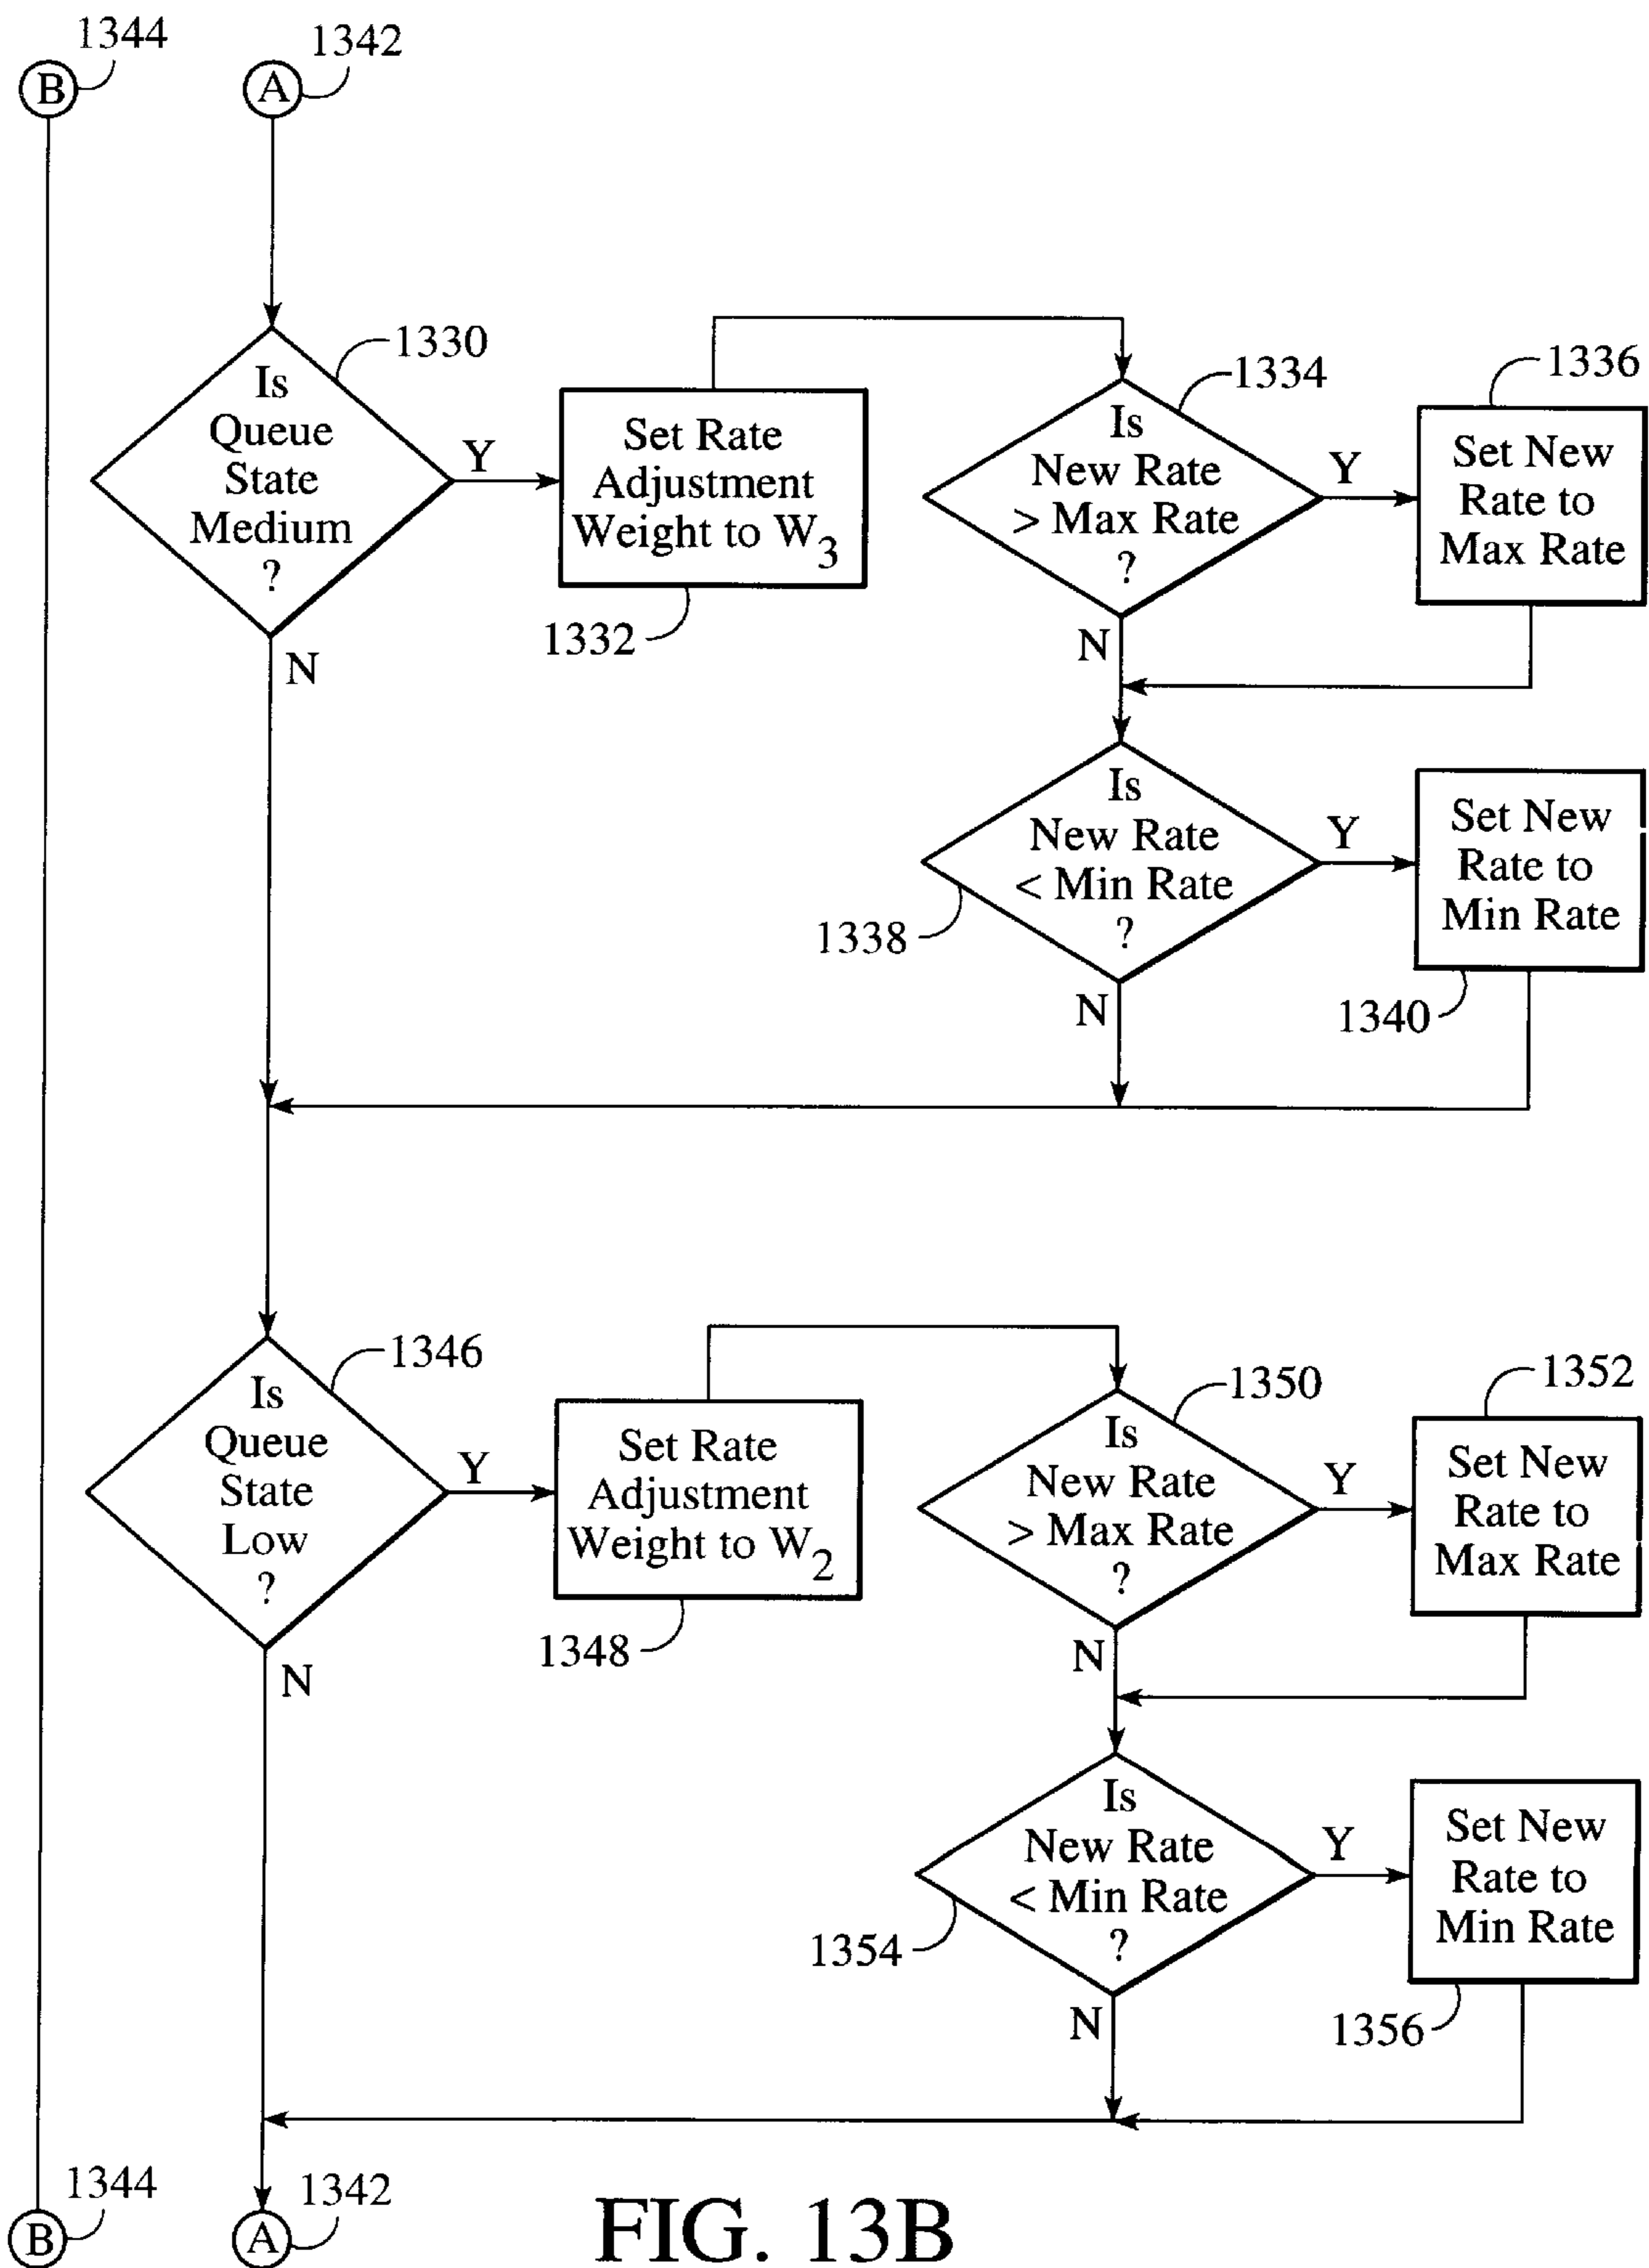 1344
1342
B
A
1330
Is
Queue
State
Medium
?
Y
N
Set Rate
Adjustment
Weight to W3
1332
1334
Is
New Rate
> Max Rate
?
Y
N
1336
Set New
Rate to
Max Rate
Is
New Rate
< Min Rate
?
1338
Y
N
Set New
Rate to
Min Rate
1340
1346
Is
Queue
State
Low
?
Y
N
Set Rate
Adjustment
Weight to W2
1348
1350
Is
New Rate
> Max Rate
?
Y
N
1352
Set New
Rate to
Max Rate
Is
New Rate
< Min Rate
?
1354
Y
N
Set New
Rate to
Min Rate
1356
1344
1342
B
A
FIG. 13B